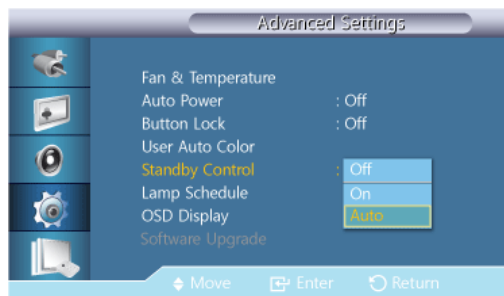 Advanced Settings
Fan & Temperature
Auto Power : Off
Button Lock : Off
User Auto Color
Standby Control : Off
Lamp Schedule On
OSD Display Auto
Software Upgrade
Move Enter Return